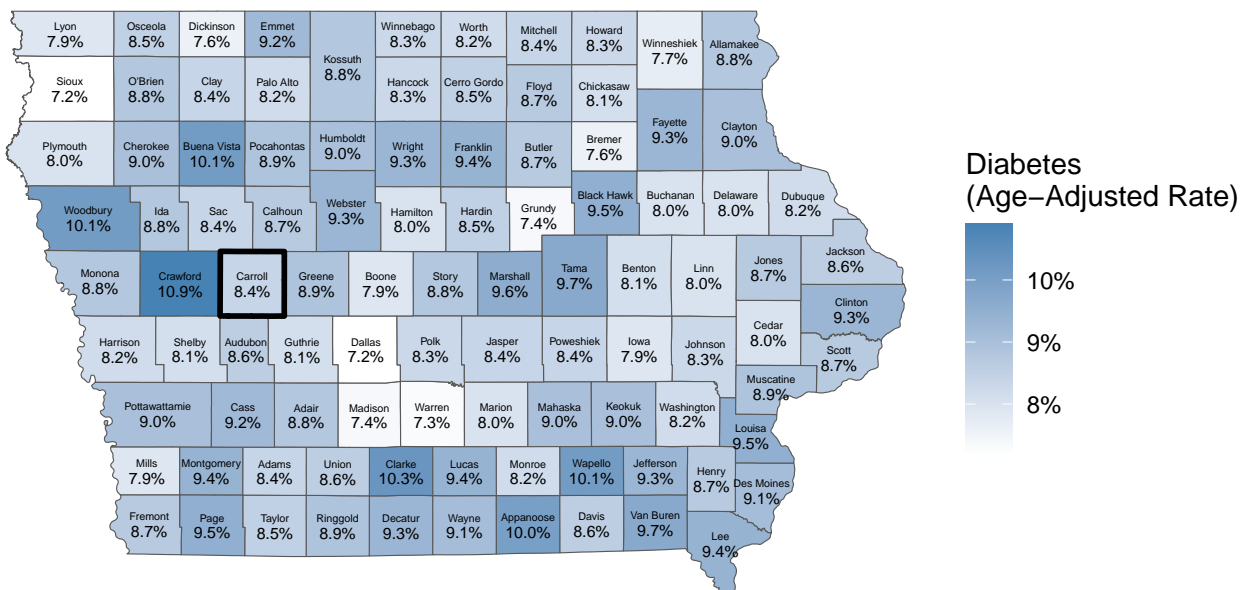 Lyon
7.9%
Osceola
8.5%
Dickinson
7.6%
Emmet
9.2%
Kossuth
8.8%
Winnebago
8.3%
Worth
8.2%
Mitchell
8.4%
Howard
8.3%
Winneshiek
7.7%
Allamakee
8.8%
Sioux
7.2%
O'Brien
8.8%
Clay
8.4%
Palo Alto
8.2%
Hancock
8.3%
Cerro Gordo
8.5%
Floyd
8.7%
Chickasaw
8.1%
Fayette
9.3%
Clayton
9.0%
Plymouth
8.0%
Cherokee
9.0%
Buena Vista
10.1%
Pocahontas
8.9%
Humboldt
9.0%
Wright
9.3%
Franklin
9.4%
Butler
8.7%
Bremer
7.6%
Woodbury
10.1%
Ida
8.8%
Sac
8.4%
Calhoun
8.7%
Webster
9.3%
Hamilton
8.0%
Hardin
8.5%
Grundy
7.4%
Black Hawk
9.5%
Buchanan
8.0%
Delaware
8.0%
Dubuque
8.2%
Monona
8.8%
Crawford
10.9%
Carroll
8.4%
Greene
8.9%
Boone
7.9%
Story
8.8%
Marshall
9.6%
Tama
9.7%
Benton
8.1%
Linn
8.0%
Jones
8.7%
Jackson
8.6%
Clinton
9.3%
Harrison
8.2%
Shelby
8.1%
Audubon
8.6%
Guthrie
8.1%
Dallas
7.2%
Polk
8.3%
Jasper
8.4%
Poweshiek
8.4%
Iowa
7.9%
Johnson
8.3%
Cedar
8.0%
Scott
8.7%
Muscatine
8.9%
Pottawattamie
9.0%
Cass
9.2%
Adair
8.8%
Madison
7.4%
Warren
7.3%
Marion
8.0%
Mahaska
9.0%
Keokuk
9.0%
Washington
8.2%
Louisa
9.5%
Mills
7.9%
Montgomery
9.4%
Adams
8.4%
Union
8.6%
Clarke
10.3%
Lucas
9.4%
Monroe
8.2%
Wapello
10.1%
Jefferson
9.3%
Henry
8.7%
Des Moines
9.1%
Fremont
8.7%
Page
9.5%
Taylor
8.5%
Ringgold
8.9%
Decatur
9.3%
Wayne
9.1%
Appanoose
10.0%
Davis
8.6%
Van Buren
9.7%
Lee
9.4%
Diabetes
(Age−Adjusted Rate)
10%
9%
8%